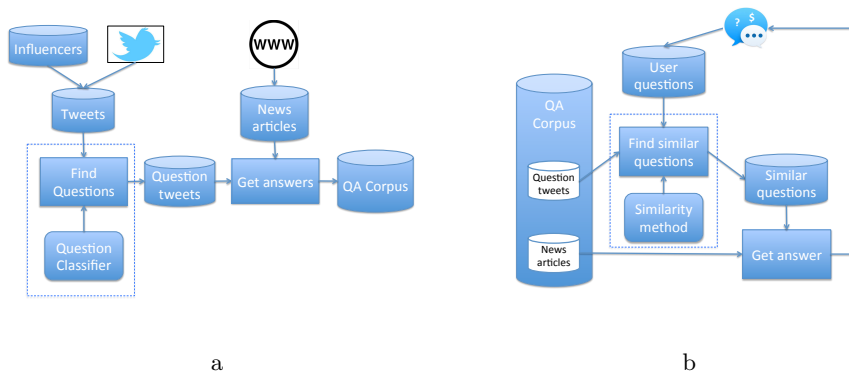 Influencers
WWW
Tweets
News
articles
Find
Questions
Question
tweets
Get answers
QA Corpus
Question
Classifier
a
? $
User
questions
QA
Corpus
Find similar
questions
Question
tweets
Similar
questions
Similarity
method
News
articles
Get answer
b